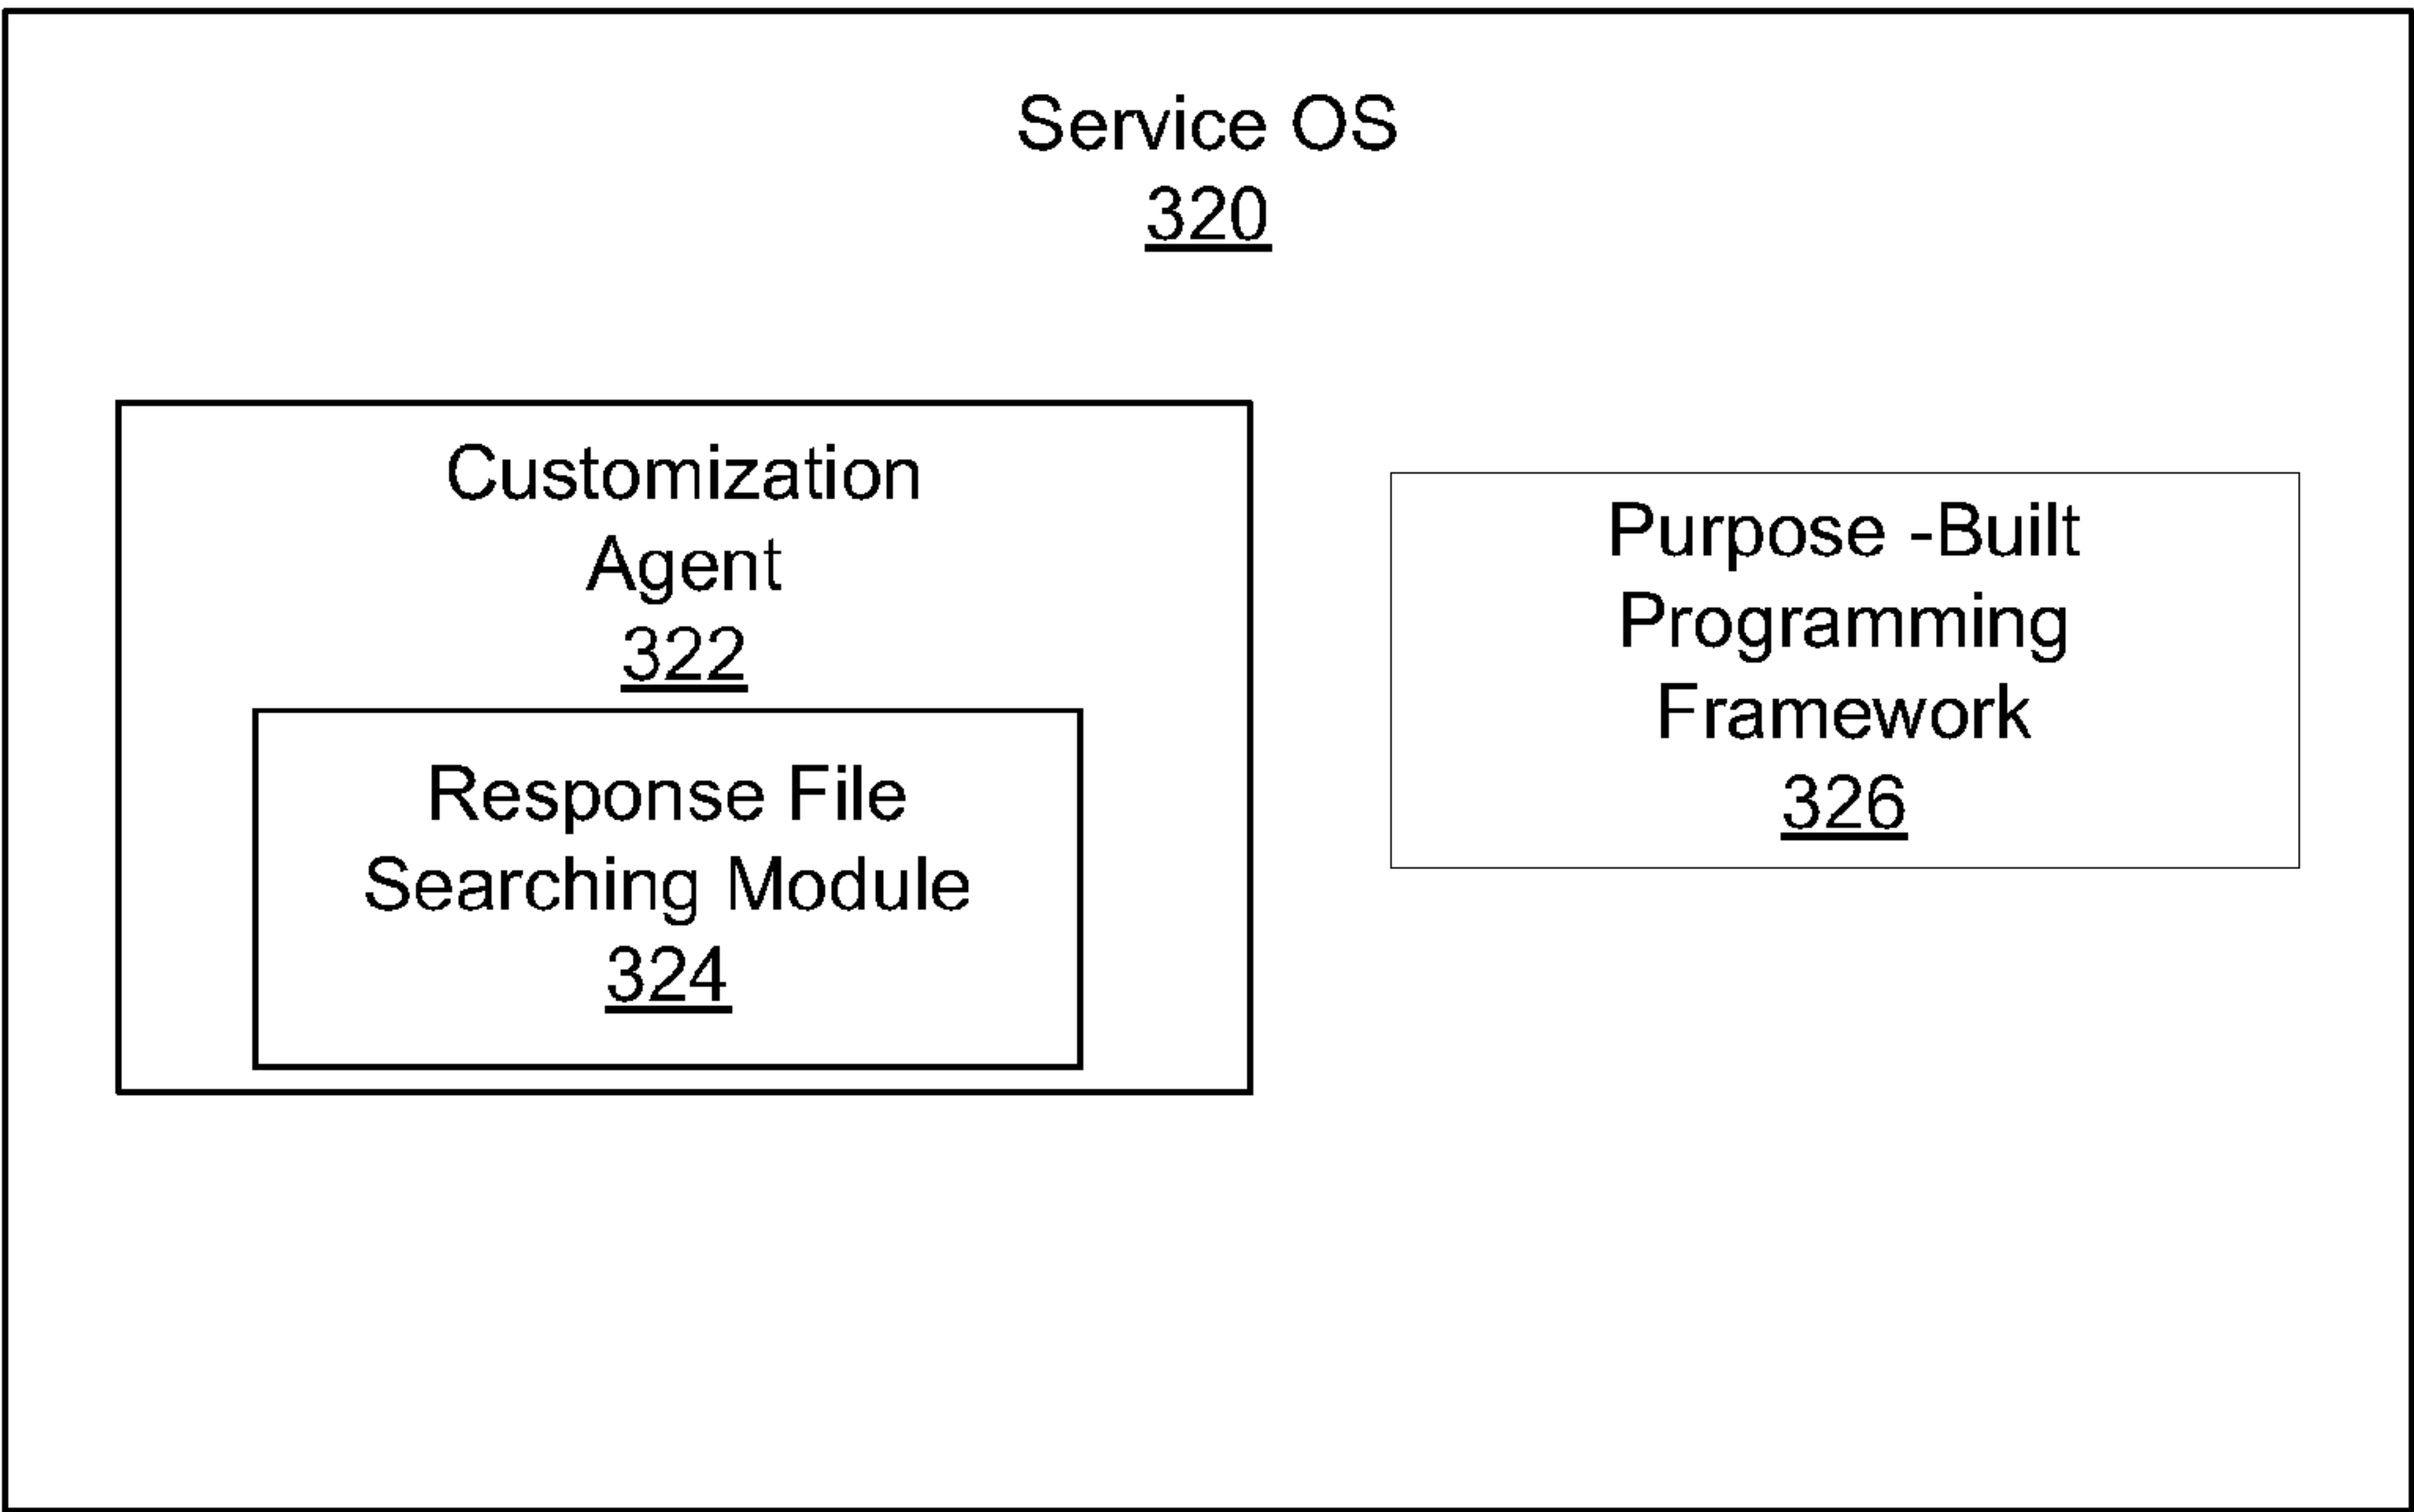 Service OS
320
Customization
Agent
322
Response File
Searching Module
324
Purpose -Built
Programming
Framework
326